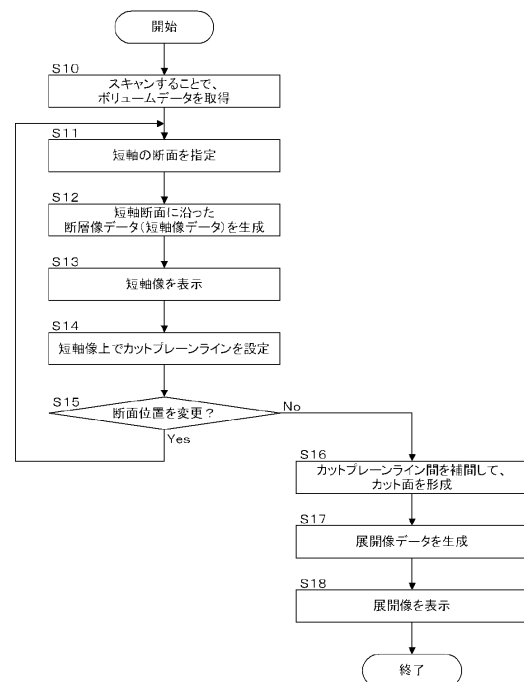 開始
S10
スキャンすることで、
ボリュームデータを取得
S11
短軸の断面を指定
S12
短軸断面に沿った
断層像データ(短軸像データ)を生成
S13
短軸像を表示
S14
短軸像上でカットプレーンラインを設定
S15
断面位置を変更？
No
Yes
S16
カットプレーンライン間を補間して、
カット面を形成
S17
展開像データを生成
S18
展開像を表示
終了